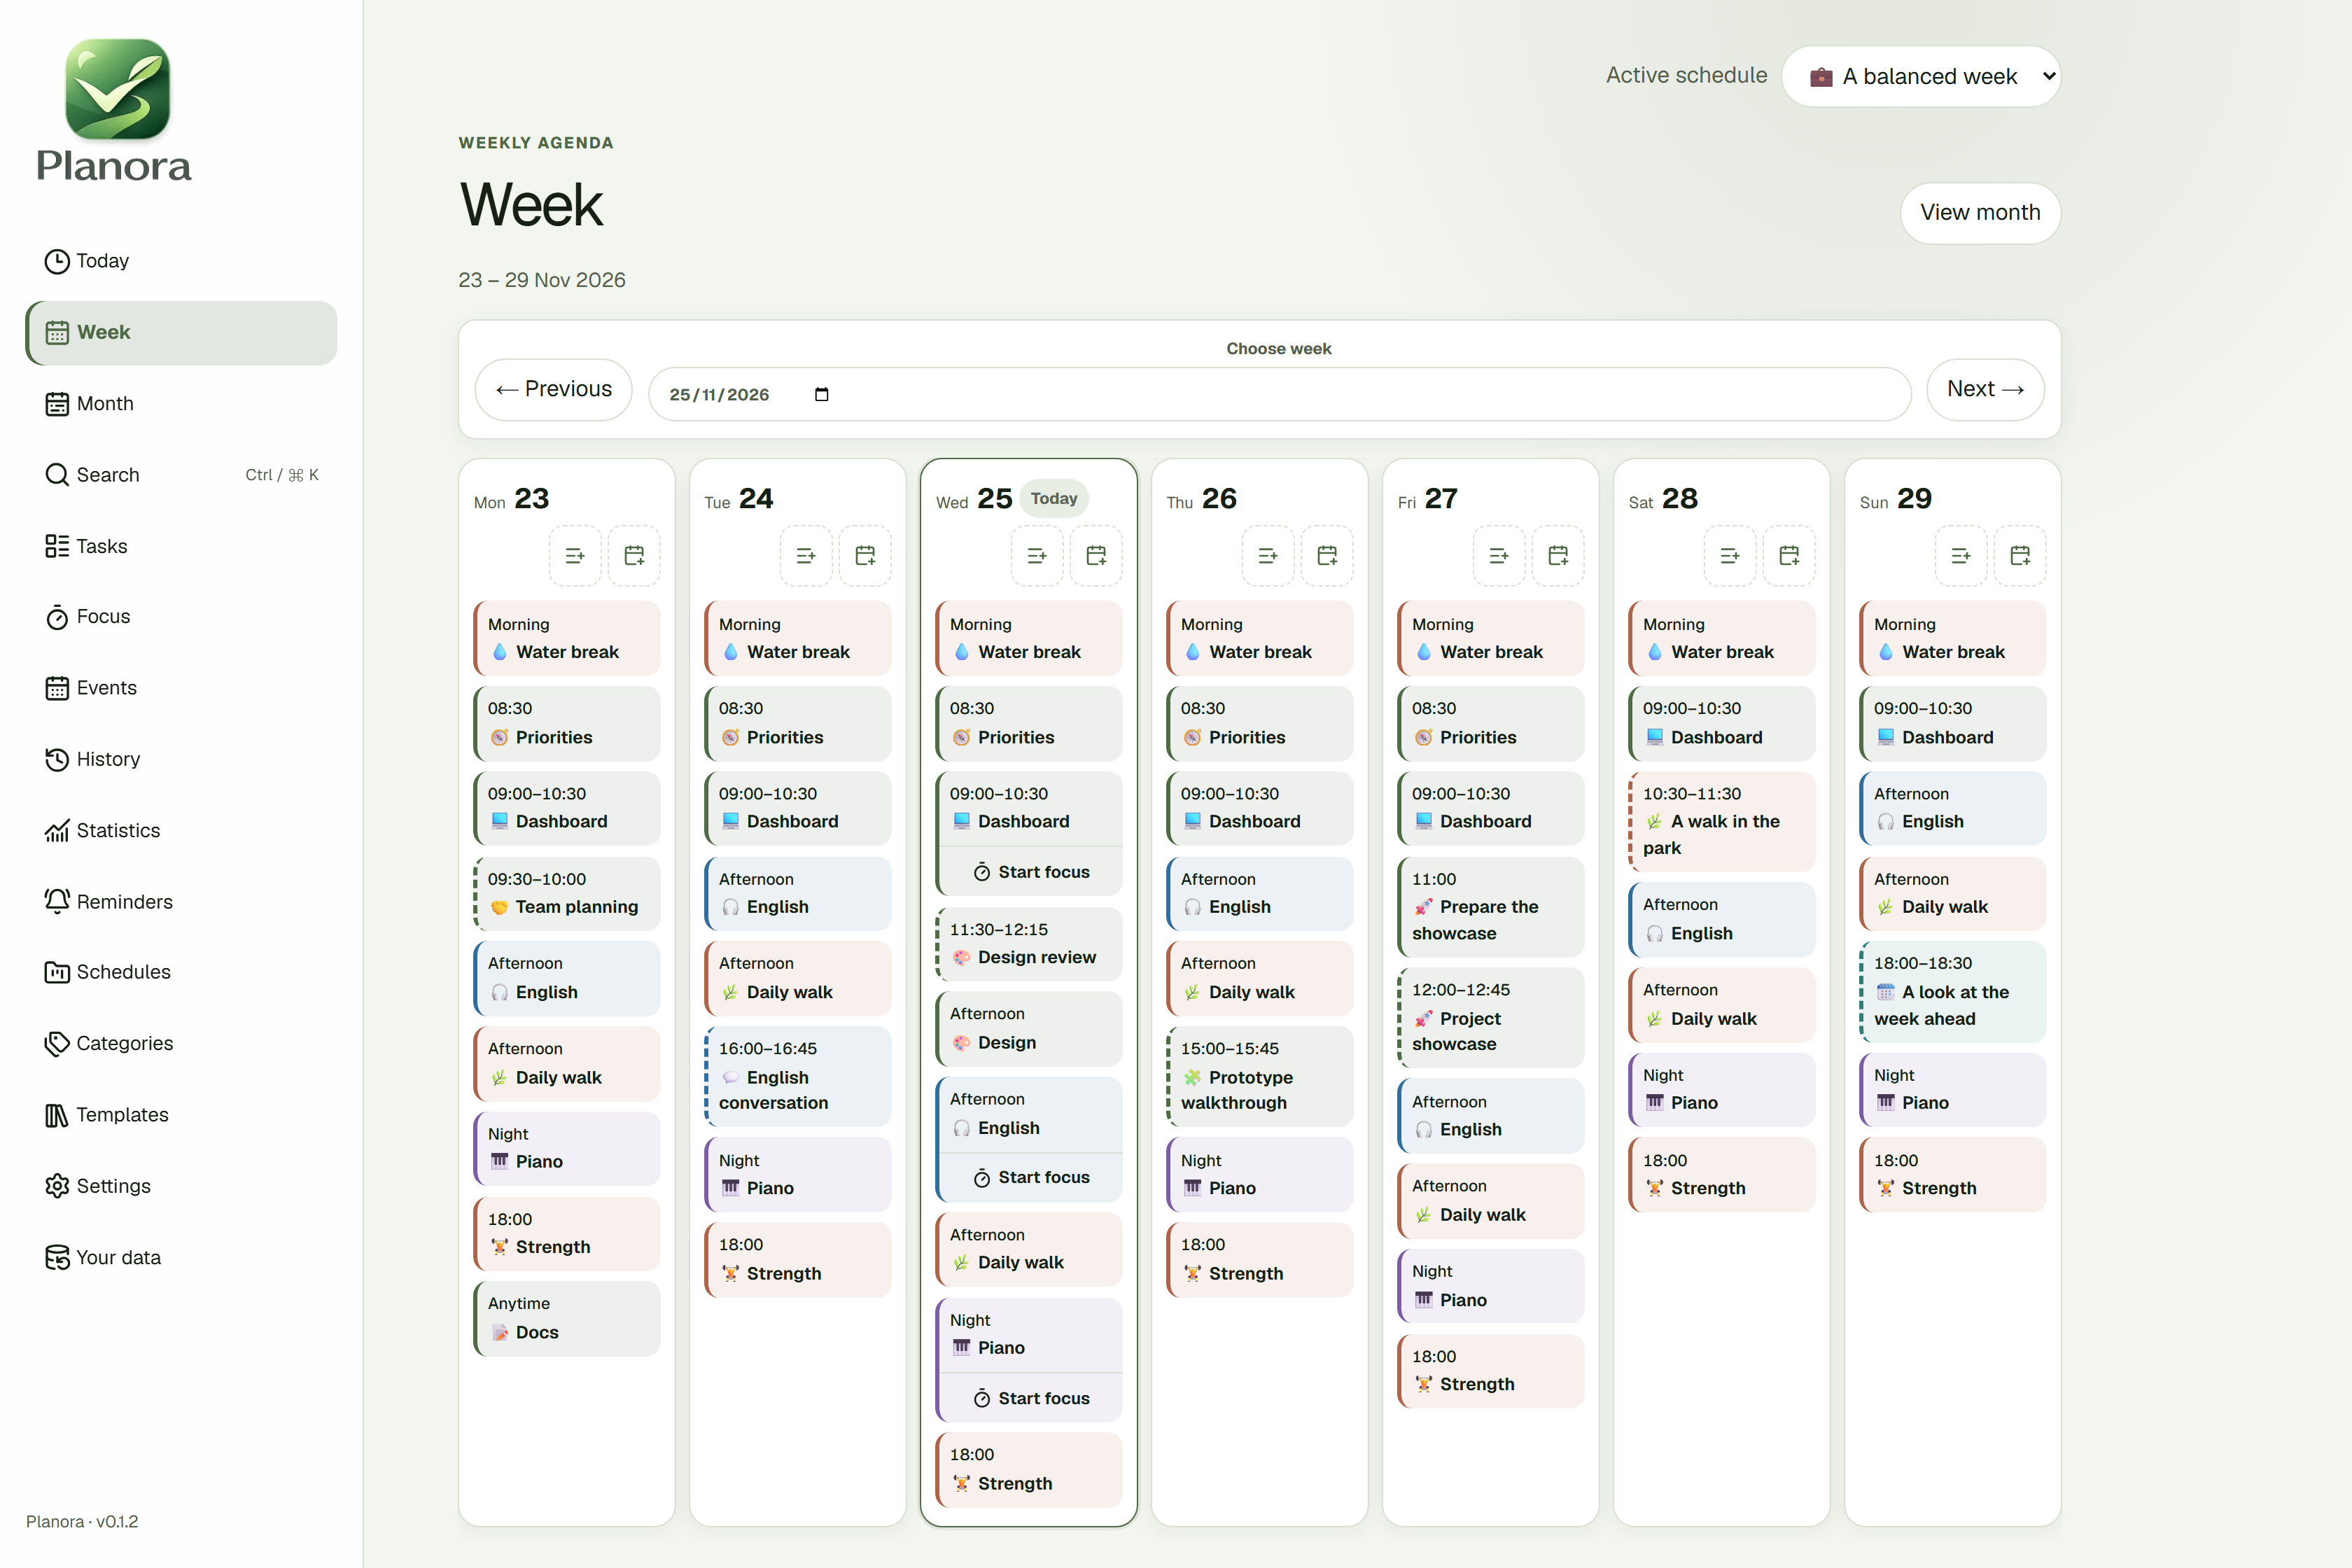 Planora
Today
Week
Month
Search Ctrl / ⌘ K
Tasks
Focus
Events
History
Statistics
Reminders
Schedules
Categories
Templates
Settings
Your data
Planora · v0.1.2
Active schedule
A balanced week
WEEKLY AGENDA
Week
View month
23 – 29 Nov 2026
Choose week
← Previous
25/11/2026
Next →
Mon 23
Morning
Water break
08:30
Priorities
09:00–10:30
Dashboard
09:30–10:00
Team planning
Afternoon
English
Afternoon
Daily walk
Night
Piano
18:00
Strength
Anytime
Docs
Tue 24
Morning
Water break
08:30
Priorities
09:00–10:30
Dashboard
Afternoon
English
Afternoon
Daily walk
16:00–16:45
English
conversation
Night
Piano
18:00
Strength
Wed 25 Today
Morning
Water break
08:30
Priorities
09:00–10:30
Dashboard
Start focus
11:30–12:15
Design review
Afternoon
Design
Afternoon
English
Start focus
Afternoon
Daily walk
Night
Piano
Start focus
18:00
Strength
Thu 26
Morning
Water break
08:30
Priorities
09:00–10:30
Dashboard
Afternoon
English
Afternoon
Daily walk
15:00–15:45
Prototype
walkthrough
Night
Piano
18:00
Strength
Fri 27
Morning
Water break
08:30
Priorities
09:00–10:30
Dashboard
11:00
Prepare the
showcase
12:00–12:45
Project
showcase
Afternoon
English
Afternoon
Daily walk
Night
Piano
18:00
Strength
Sat 28
Morning
Water break
09:00–10:30
Dashboard
10:30–11:30
A walk in the
park
Afternoon
English
Afternoon
Daily walk
Night
Piano
18:00
Strength
Sun 29
Morning
Water break
09:00–10:30
Dashboard
Afternoon
English
Afternoon
Daily walk
18:00–18:30
A look at the
week ahead
Night
Piano
18:00
Strength